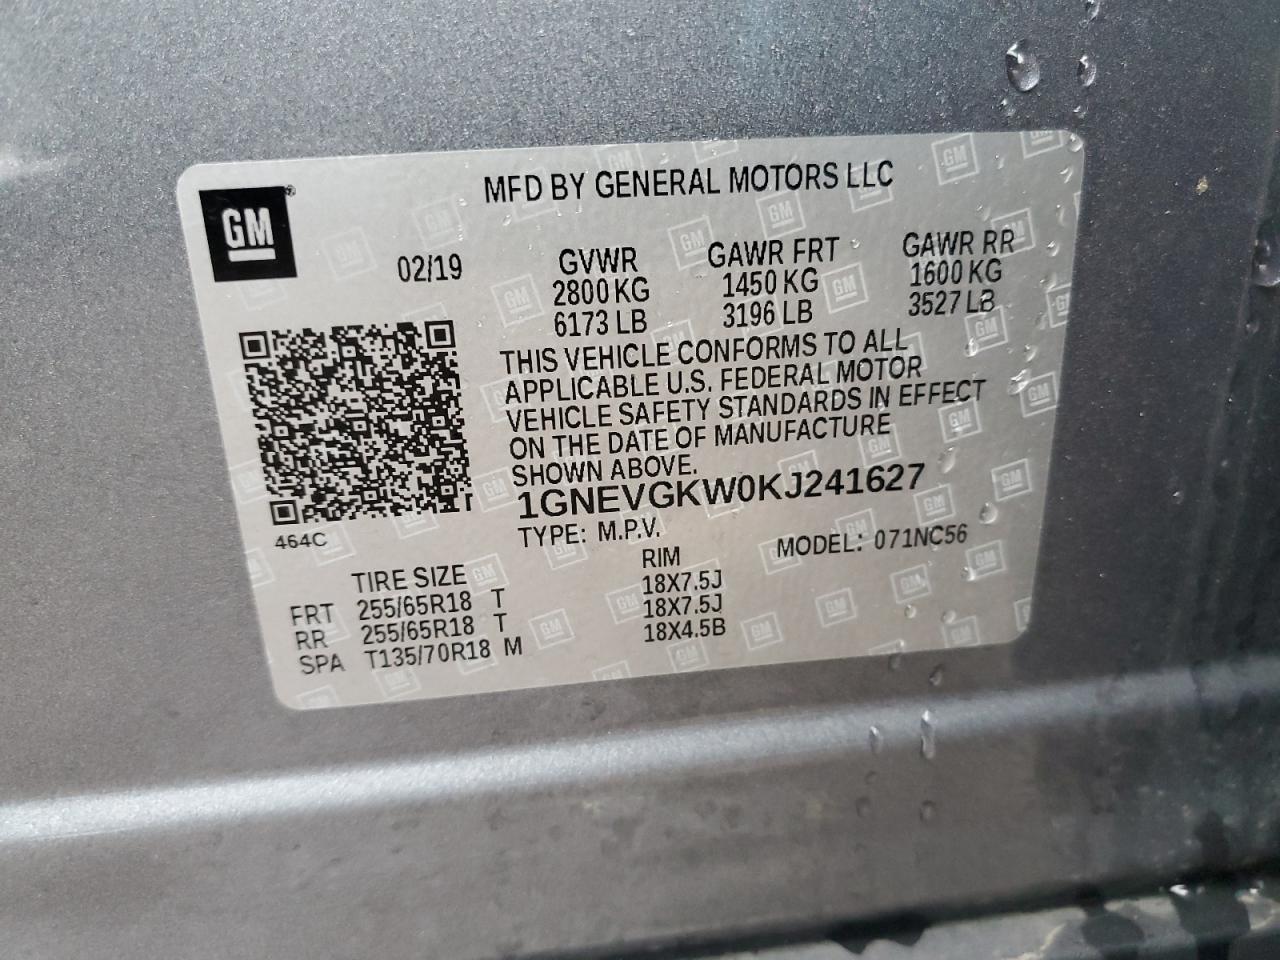 MFD BY GENERAL MOTORS LLC
GM®
02/19
GVWR GAWR FRT GAWR RR
2800 KG 1450 KG 1600 KG
6173 LB 3196 LB 3527 LB
THIS VEHICLE CONFORMS TO ALL
APPLICABLE U.S. FEDERAL MOTOR
VEHICLE SAFETY STANDARDS IN EFFECT
ON THE DATE OF MANUFACTURE
SHOWN ABOVE.
1GNEVGKW0KJ241627
464C
TYPE: M.P.V. MODEL: 071NC56
TIRE SIZE RIM
FRT 255/65R18 T 18X7.5J
RR 255/65R18 T 18X7.5J
SPA T135/70R18 M 18X4.5B